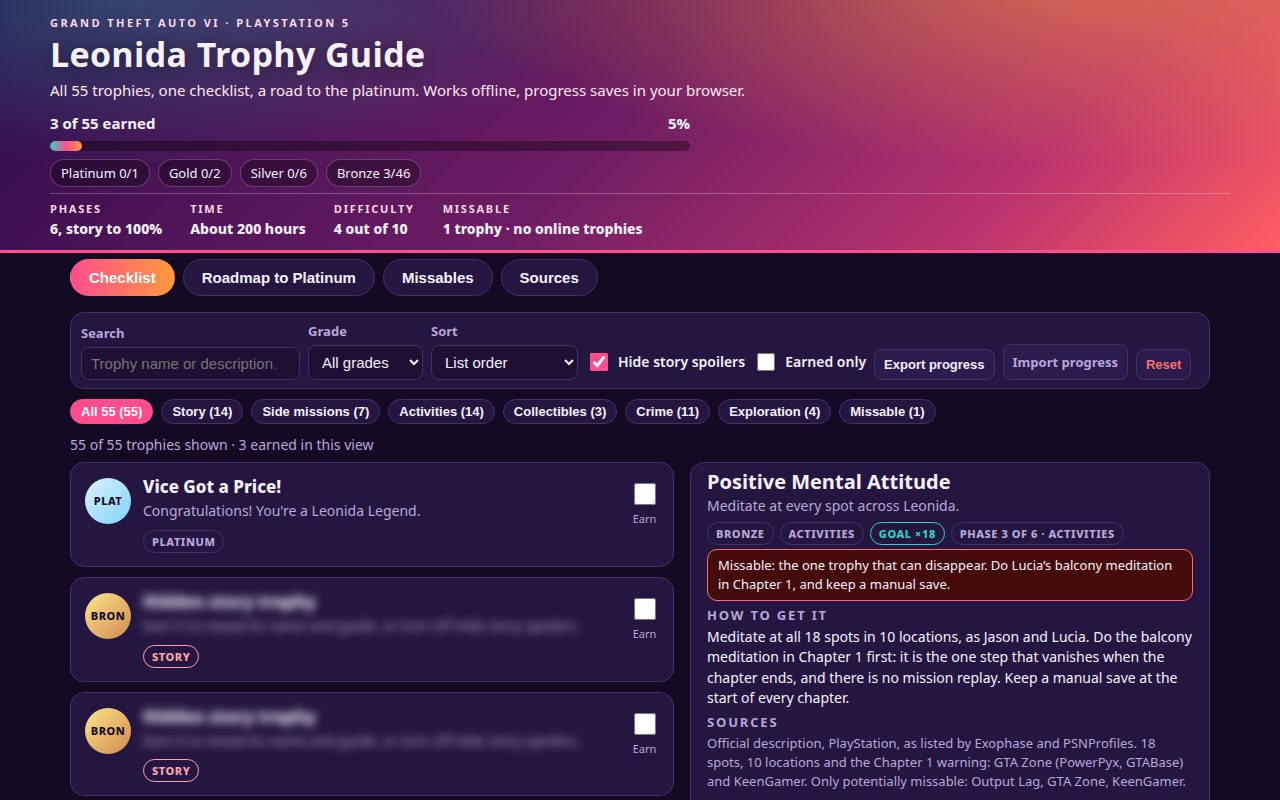 GRAND THEFT AUTO VI · PLAYSTATION 5
Leonida Trophy Guide
All 55 trophies, one checklist, a road to the platinum. Works offline, progress saves in your browser.
3 of 55 earned 5%
Platinum 0/1 Gold 0/2 Silver 0/6 Bronze 3/46
PHASES TIME DIFFICULTY MISSABLE
6, story to 100% About 200 hours 4 out of 10 1 trophy · no online trophies
Checklist Roadmap to Platinum Missables Sources
Search Grade Sort
Trophy name or description. All grades List order Hide story spoilers Earned only Export progress Import progress Reset
All 55 (55) Story (14) Side missions (7) Activities (14) Collectibles (3) Crime (11) Exploration (4) Missable (1)
55 of 55 trophies shown · 3 earned in this view
PLAT
Vice Got a Price!
Congratulations! You're a Leonida Legend.
PLATINUM
Earn
BRON
Hidden story trophy
STORY
Earn
BRON
Hidden story trophy
STORY
Earn
Positive Mental Attitude
Meditate at every spot across Leonida.
BRONZE ACTIVITIES GOAL ×18 PHASE 3 OF 6 · ACTIVITIES
Missable: the one trophy that can disappear. Do Lucia's balcony meditation
in Chapter 1, and keep a manual save.
HOW TO GET IT
Meditate at all 18 spots in 10 locations, as Jason and Lucia. Do the balcony
meditation in Chapter 1 first: it is the one step that vanishes when the
chapter ends, and there is no mission replay. Keep a manual save at the
start of every chapter.
SOURCES
Official description, PlayStation, as listed by Exophase and PSNProfiles. 18
spots, 10 locations and the Chapter 1 warning: GTA Zone (PowerPyx, GTABase)
and KeenGamer. Only potentially missable: Output Lag, GTA Zone, KeenGamer.